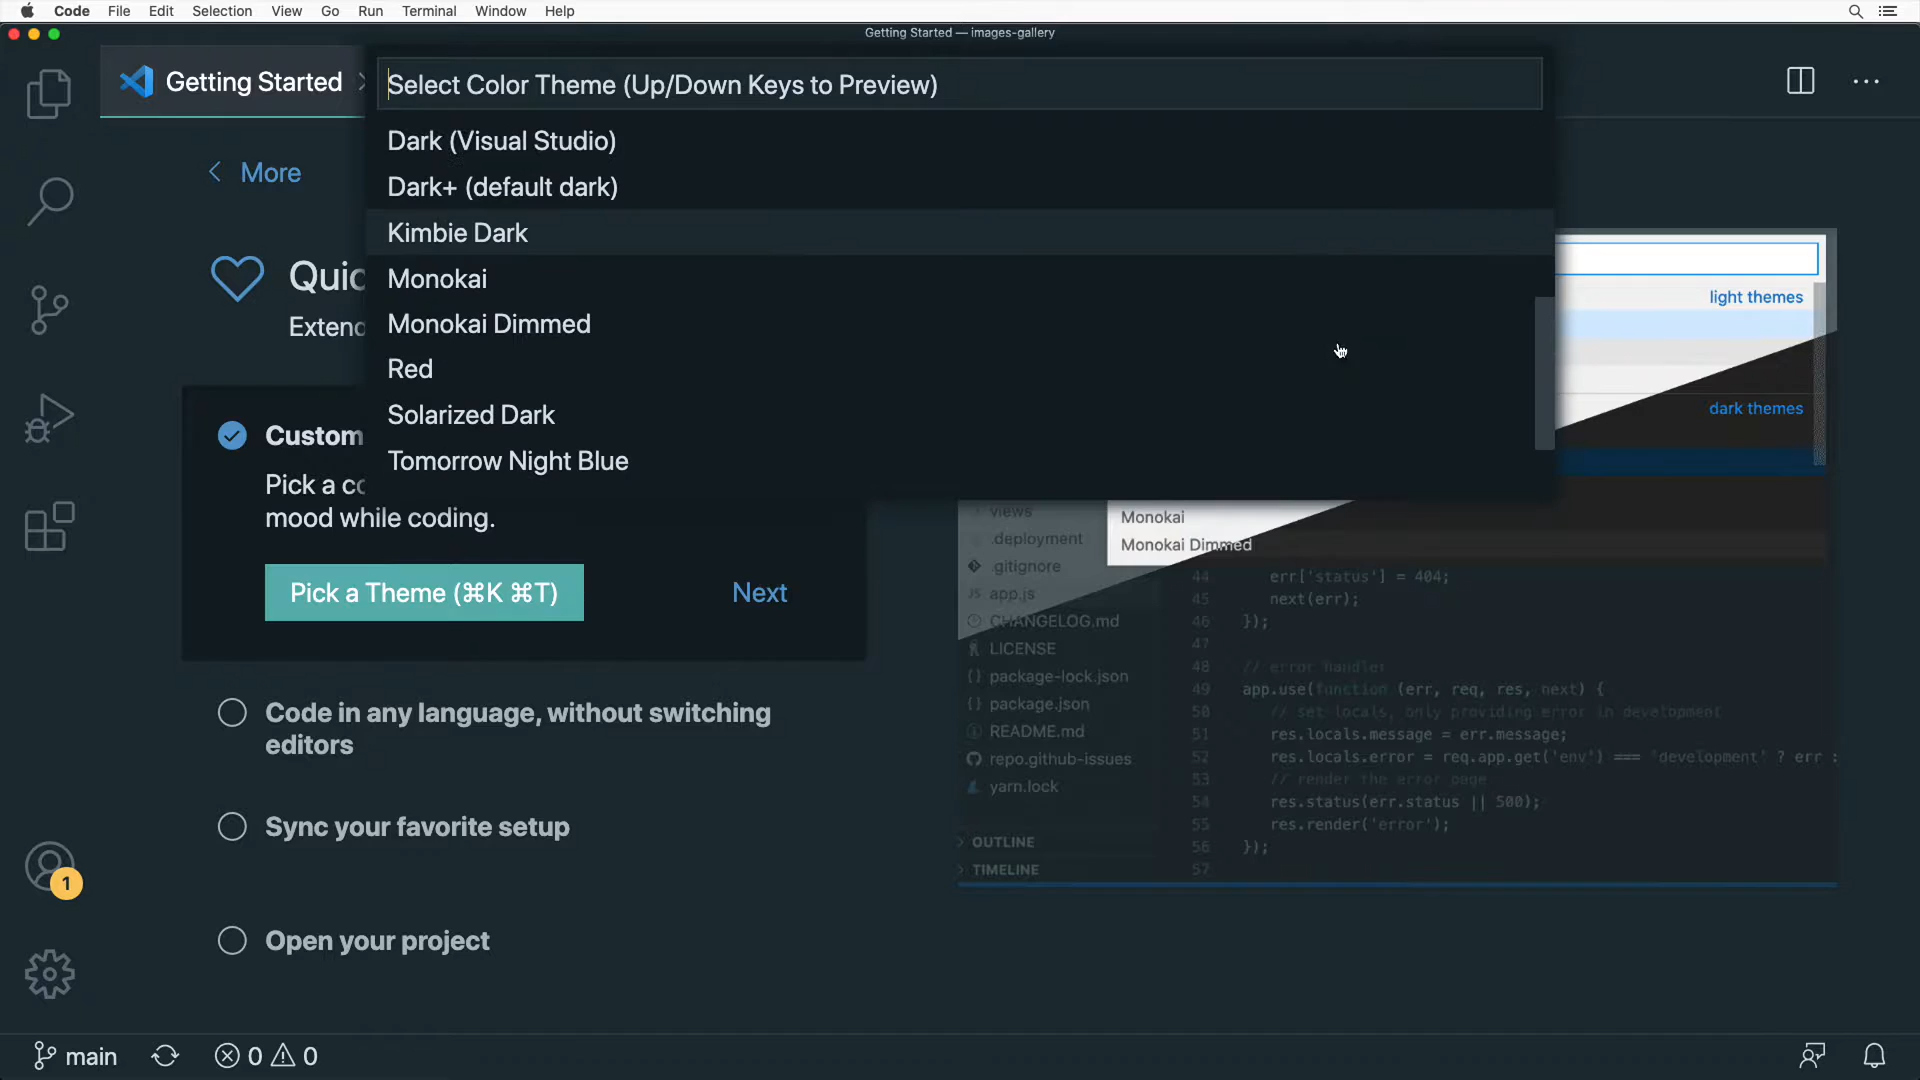 Code File Edit Selection View Go Run Terminal Window Help
Getting Started — images-gallery
Getting Started
Select Color Theme (Up/Down Keys to Preview)
Dark (Visual Studio)
Dark+ (default dark)
Kimbie Dark
Monokai
Monokai Dimmed
Red
Solarized Dark
Tomorrow Night Blue
More
Quic
Extend
Custom
Pick a co
mood while coding.
Pick a Theme (⌘K ⌘T)
Next
Code in any language, without switching
editors
Sync your favorite setup
Open your project
light themes
dark themes
Monokai
Monokai Dimmed
views
.deployment
.gitignore
JS app.js
CHANGELOG.md
LICENSE
{} package-lock.json
{} package.json
README.md
repo.github-issues
yarn.lock
OUTLINE
TIMELINE
44 err['status'] = 404;
45 next(err);
46 });
47
48 // error handler
49 app.use(function (err, req, res, next) {
50 // set locals, only providing error in development
51 res.locals.message = err.message;
52 res.locals.error = req.app.get('env') === 'development' ? err :
53 // render the error page
54 res.status(err.status || 500);
55 res.render('error');
56 });
57
1
main 0 0